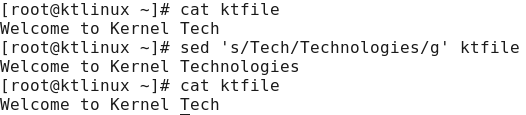 [root@ktlinux ~]# cat ktfile
Welcome to Kernel Tech
[root@ktlinux ~]# sed 's/Tech/Technologies/g' ktfile
Welcome to Kernel Technologies
[root@ktlinux ~]# cat ktfile
Welcome to Kernel Tech